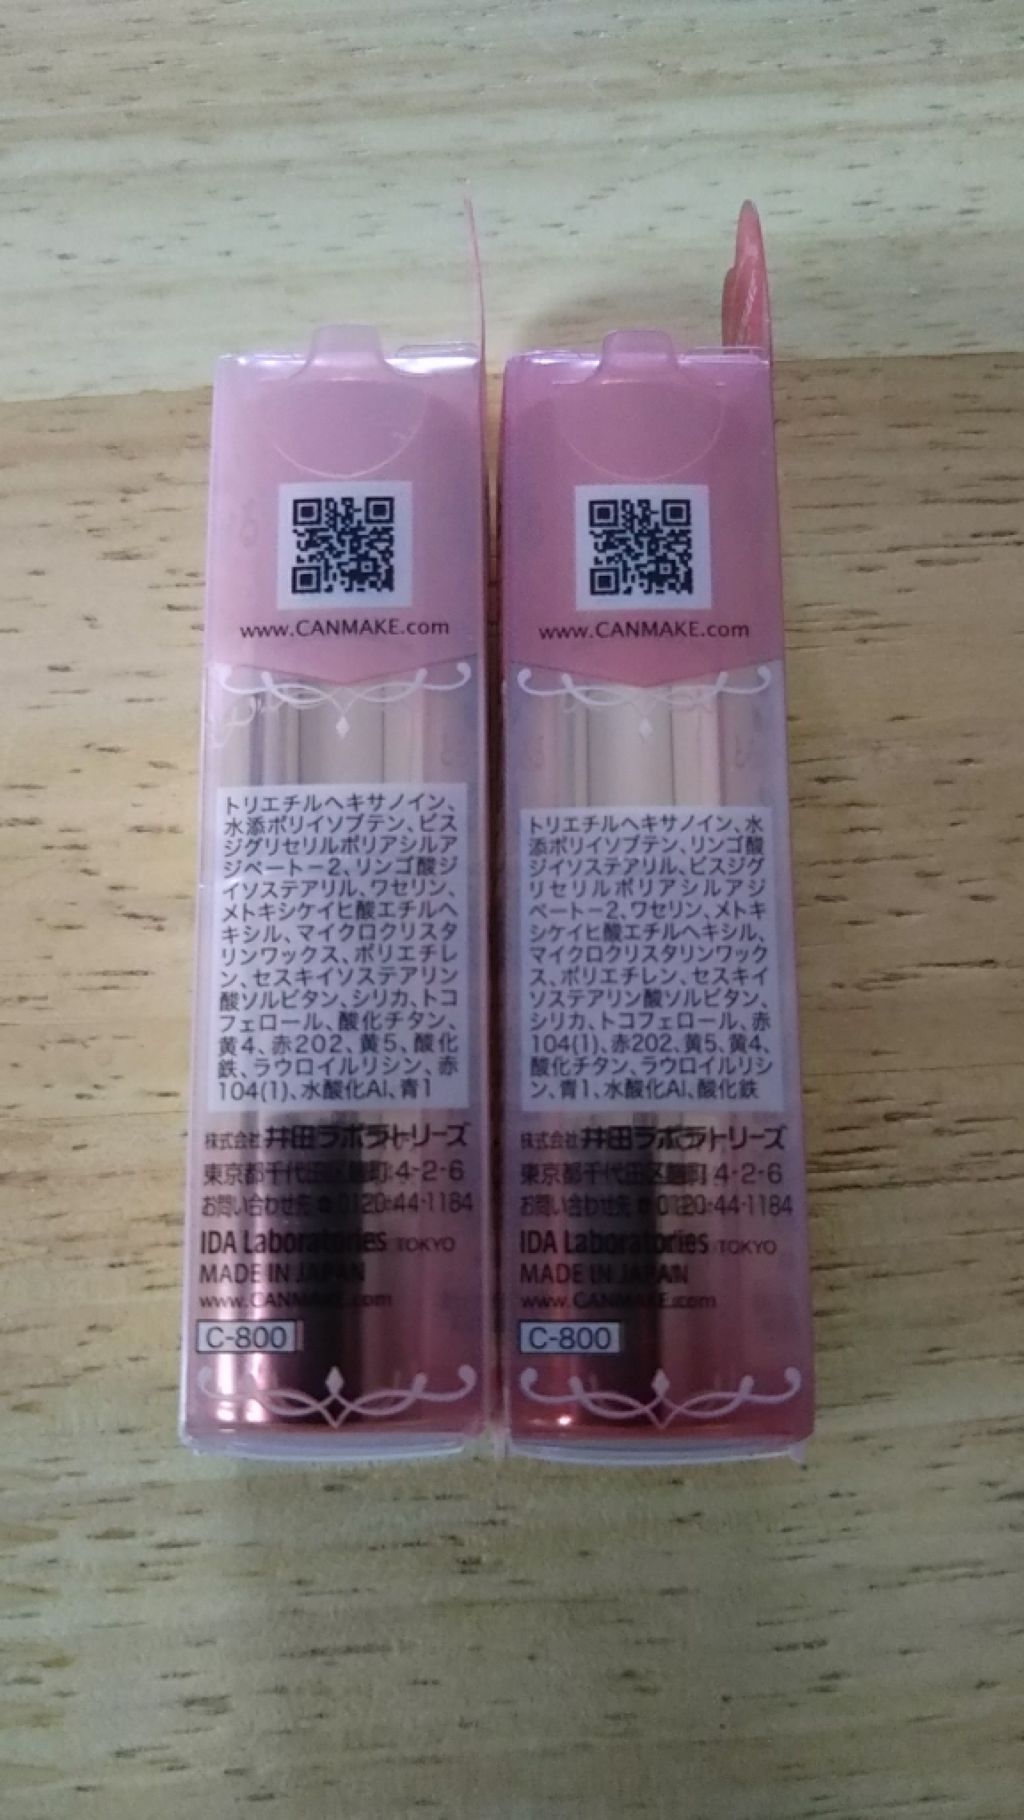 www.CANMAKE.com
トリエチルヘキサノイン、
水添ポリイソブテン、ビス
ジグリセリルポリアシルア
ジペートー2、リンゴ酸ジ
イソステアリル、ワセリン、
メトキシケイヒ酸エチルヘ
キシル、マイクロクリスタ
リンワックス、ポリエチレ
ン、セスキイソステアリン
酸ソルビタン、シリカ、トコ
フェロール、酸化チタン、
黄4、赤202、黄5、酸化
鉄、ラウロイルリシン、赤
104(1)、水酸化Al、青1
株式会社 井田ラボラトリーズ
東京都千代田区麹町 4-2-6
お問い合わせ先 ☎ 0120-44-1184
IDA Laboratories TOKYO
MADE IN JAPAN
www.CANMAKE.com
C-800
www.CANMAKE.com
トリエチルヘキサノイン、水
添ポリイソブテン、リンゴ酸
ジイソステアリル、ビスジグ
リセリルポリアシルアジ
ペートー2、ワセリン、メトキ
シケイヒ酸エチルヘキシル、
マイクロクリスタリンワック
ス、ポリエチレン、セスキイ
ソステアリン酸ソルビタン、
シリカ、トコフェロール、赤
104(1)、赤202、黄5、黄4、
酸化チタン、ラウロイルリシ
ン、青1、水酸化Al、酸化鉄
株式会社 井田ラボラトリーズ
東京都千代田区麹町 4-2-6
お問い合わせ先 ☎ 0120-44-1184
IDA Laboratories TOKYO
MADE IN JAPAN
www.CANMAKE.com
C-800